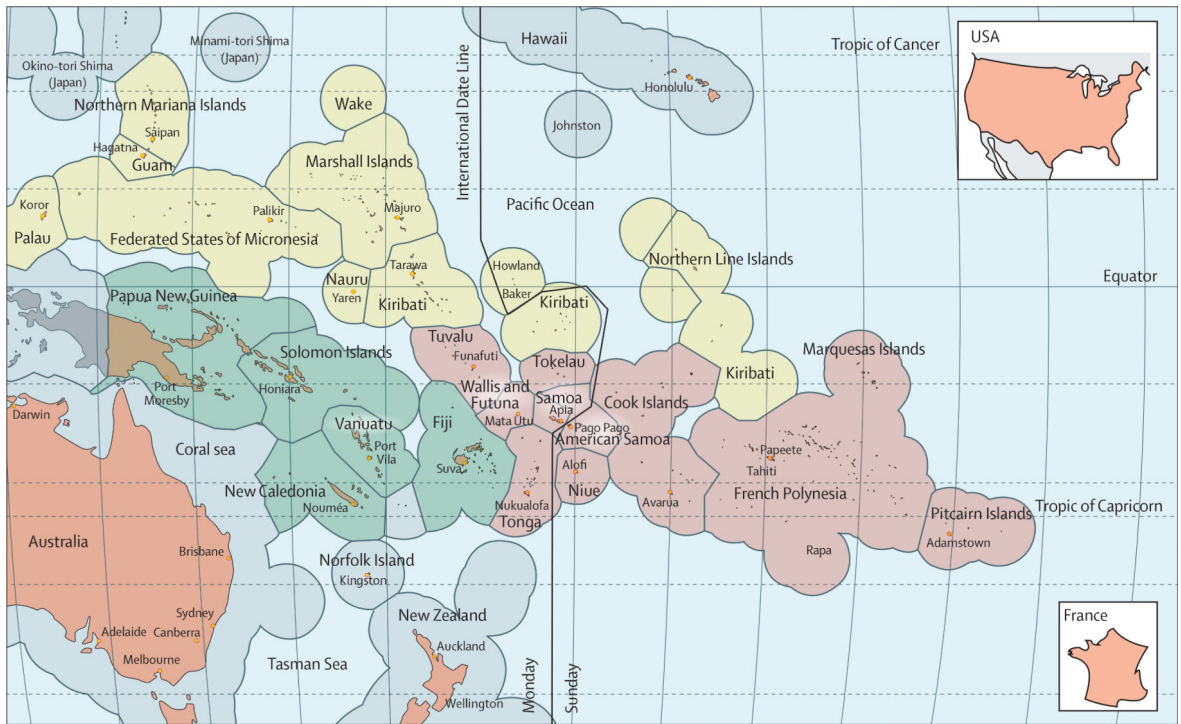 Minami-tori Shima
(Japan)
Okino-tori Shima
(Japan)
Hawaii
Honolulu
Tropic of Cancer
USA
Northern Mariana Islands
Saipan
Hagatna
Guam
Wake
Johnston
International Date Line
Marshall Islands
Majuro
Pacific Ocean
Koror
Palau
Palikir
Federated States of Micronesia
Northern Line Islands
Tarawa
Howland
Baker
Equator
Nauru
Yaren
Kiribati
Kiribati
Papua New Guinea
Port
Moresby
Solomon Islands
Honiara
Tuvalu
Funafuti
Tokelau
Marquesas Islands
Kiribati
Wallis and
Futuna
Mata Utu
Samoa
Apia
Cook Islands
Pago Pago
American Samoa
Darwin
Coral sea
Vanuatu
Port
Vila
Fiji
Suva
Alofi
Niue
Papeete
Tahiti
French Polynesia
New Caledonia
Nouméa
Nukualofa
Tonga
Avarua
Pitcairn Islands
Adamstown
Tropic of Capricorn
Australia
Brisbane
Norfolk Island
Kingston
Rapa
Sydney
Canberra
Adelaide
Melbourne
New Zealand
Auckland
Wellington
Tasman Sea
Monday
Sunday
France